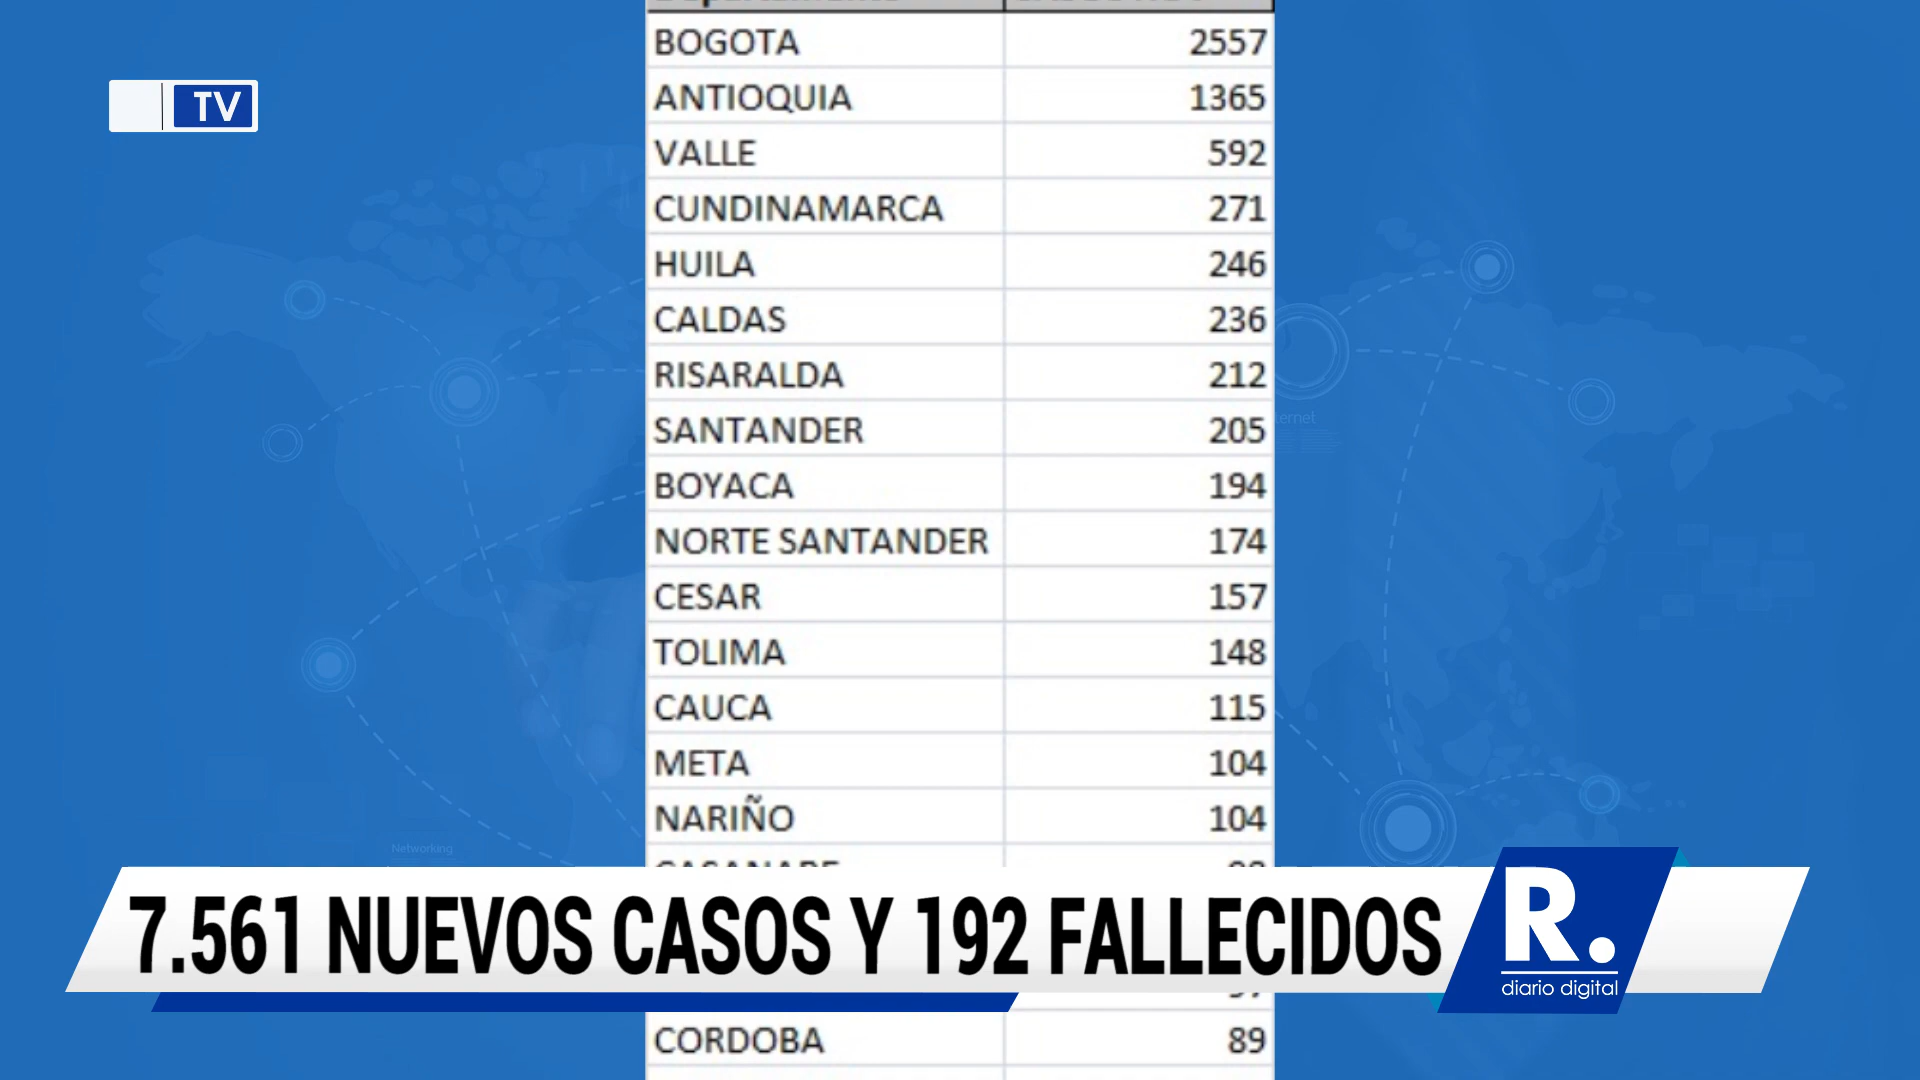 TV
BOGOTA 2557
ANTIOQUIA 1365
VALLE 592
CUNDINAMARCA 271
HUILA 246
CALDAS 236
RISARALDA 212
SANTANDER 205
BOYACA 194
NORTE SANTANDER 174
CESAR 157
TOLIMA 148
CAUCA 115
META 104
NARIÑO 104
Networking
7.561 NUEVOS CASOS Y 192 FALLECIDOS
R.
diario digital
CORDOBA 89